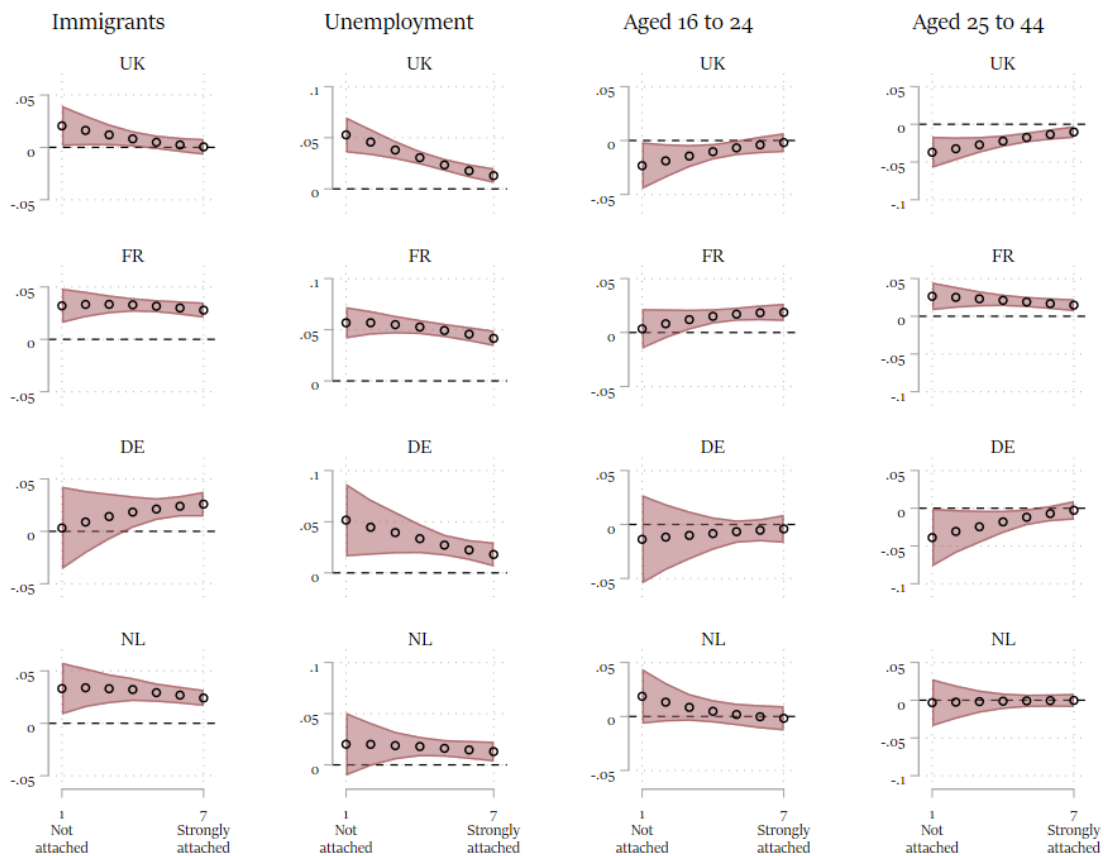 Immigrants Unemployment Aged 16 to 24 Aged 25 to 44
UK UK UK UK
.05 .1 .05 .05
0 .05 0 0
-.05 0 -.05 -.05
-.1
FR FR FR FR
.05 .1 .05 .05
0 .05 0 0
-.05 0 -.05 -.05
-.1
DE DE DE DE
.05 .1 .05 .05
0 .05 0 0
-.05 0 -.05 -.05
-.1
NL NL NL NL
.05 .1 .05 .05
0 .05 0 0
-.05 0 -.05 -.05
-.1
1 7 1 7 1 7 1 7
Not Strongly Not Strongly Not Strongly Not Strongly
attached attached attached attached attached attached attached attached